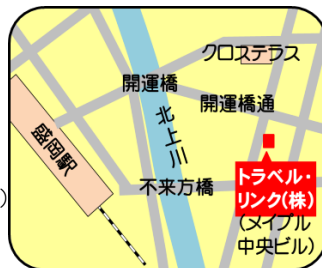 クロステラス
開運橋
開運橋通
北上川
盛岡駅
不来方橋
トラベル・
リンク(株)
(メイプル
中央ビル)
)